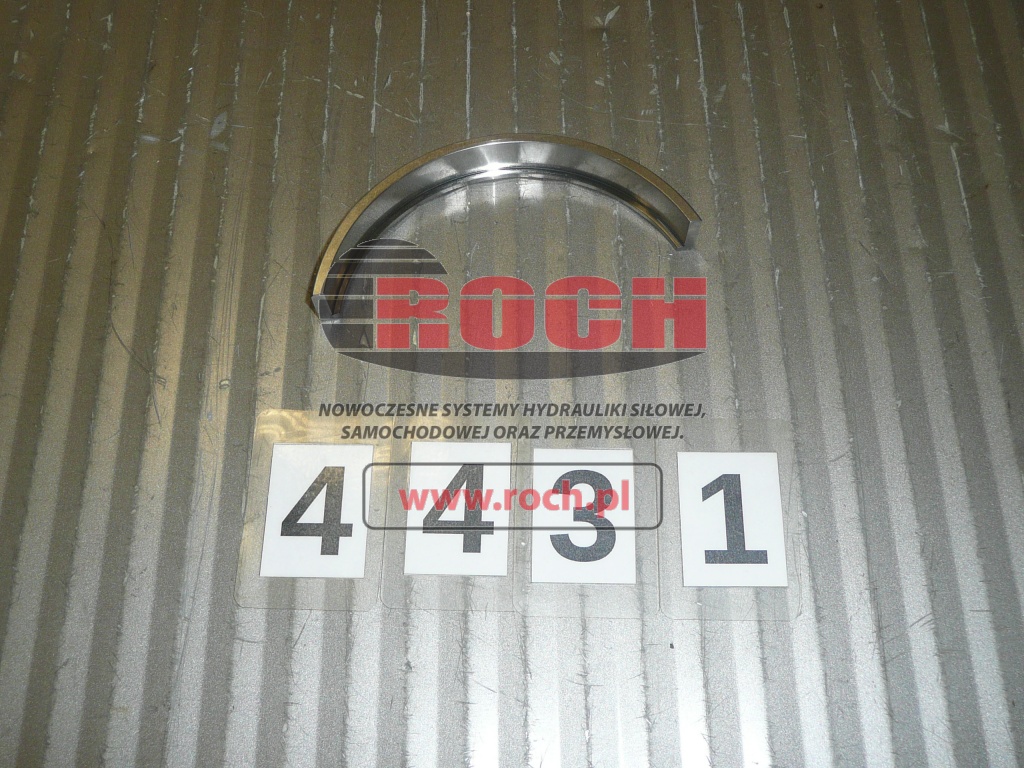 ROCH
NOWOCZESNE SYSTEMY HYDRAULIKI SIŁOWEJ,
SAMOCHODOWEJ ORAZ PRZEMYSŁOWEJ.
www.roch.pl
4 4 3 1